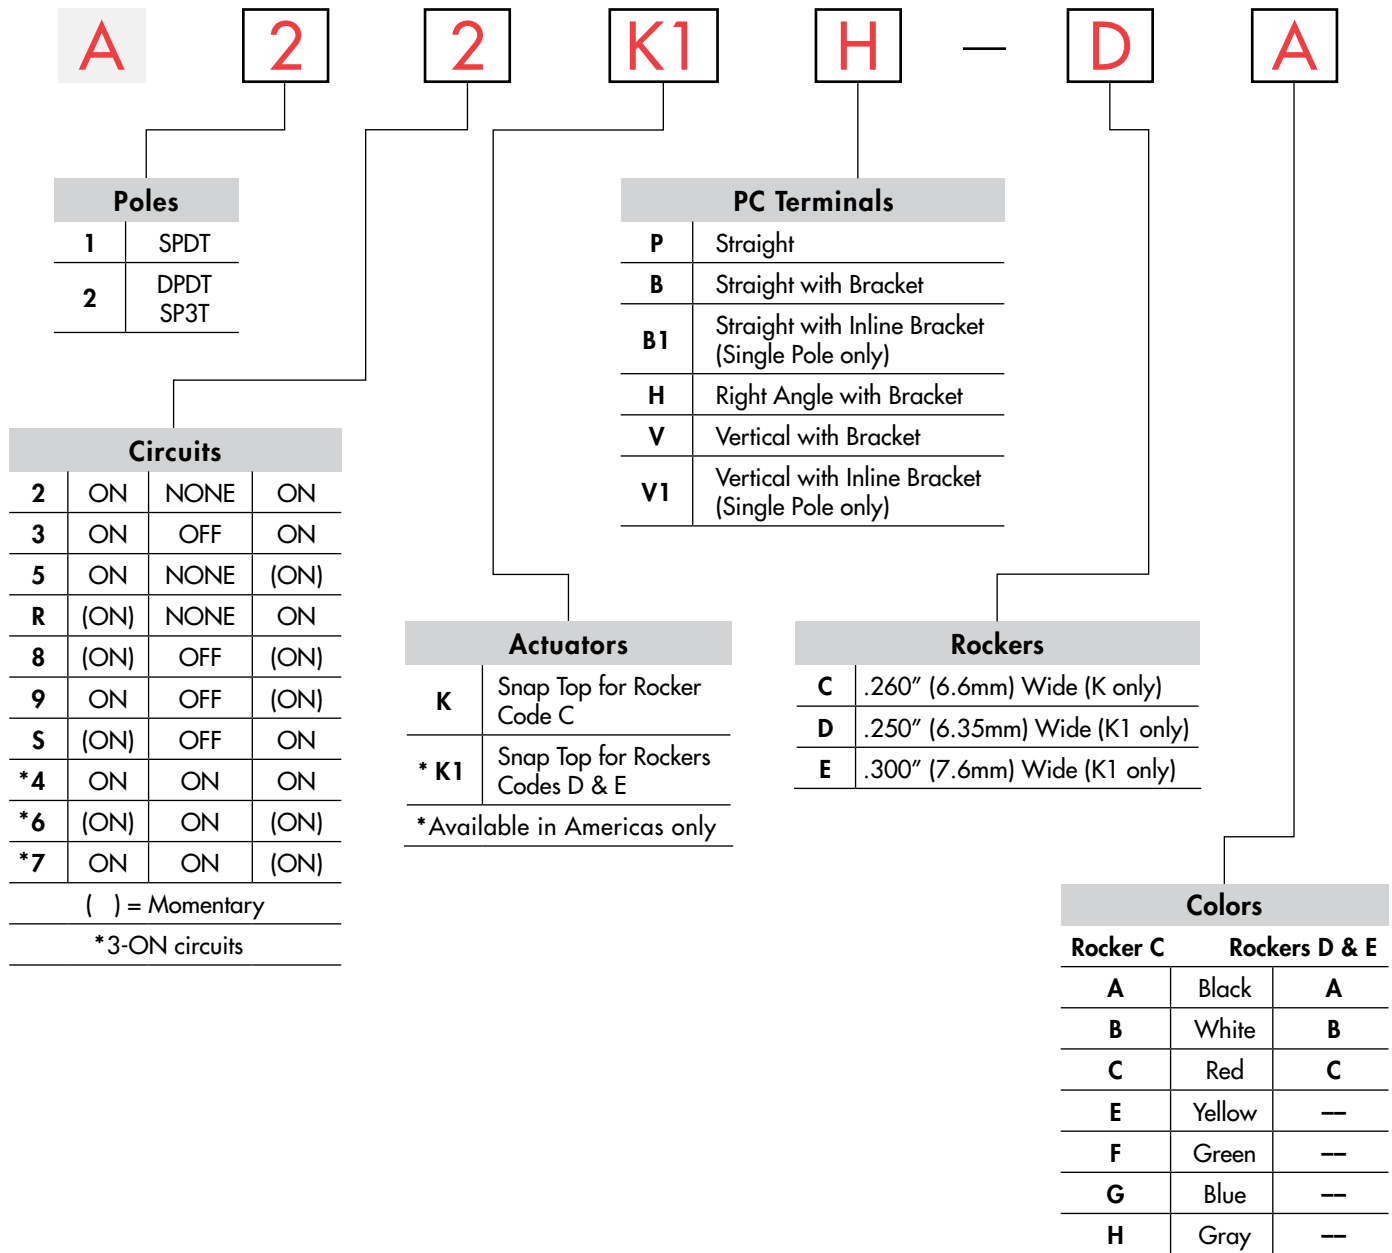 A 2 2 K1 H — D A
Poles
1 SPDT
2 DPDT
SP3T
PC Terminals
P Straight
B Straight with Bracket
B1 Straight with Inline Bracket
(Single Pole only)
H Right Angle with Bracket
V Vertical with Bracket
V1 Vertical with Inline Bracket
(Single Pole only)
Circuits
2 ON NONE ON
3 ON OFF ON
5 ON NONE (ON)
R (ON) NONE ON
8 (ON) OFF (ON)
9 ON OFF (ON)
S (ON) OFF ON
*4 ON ON ON
*6 (ON) ON (ON)
*7 ON ON (ON)
( ) = Momentary
*3-ON circuits
Actuators
K Snap Top for Rocker
Code C
* K1 Snap Top for Rockers
Codes D & E
*Available in Americas only
Rockers
C .260" (6.6mm) Wide (K only)
D .250" (6.35mm) Wide (K1 only)
E .300" (7.6mm) Wide (K1 only)
Colors
Rocker C Rockers D & E
A Black A
B White B
C Red C
E Yellow —
F Green —
G Blue —
H Gray —